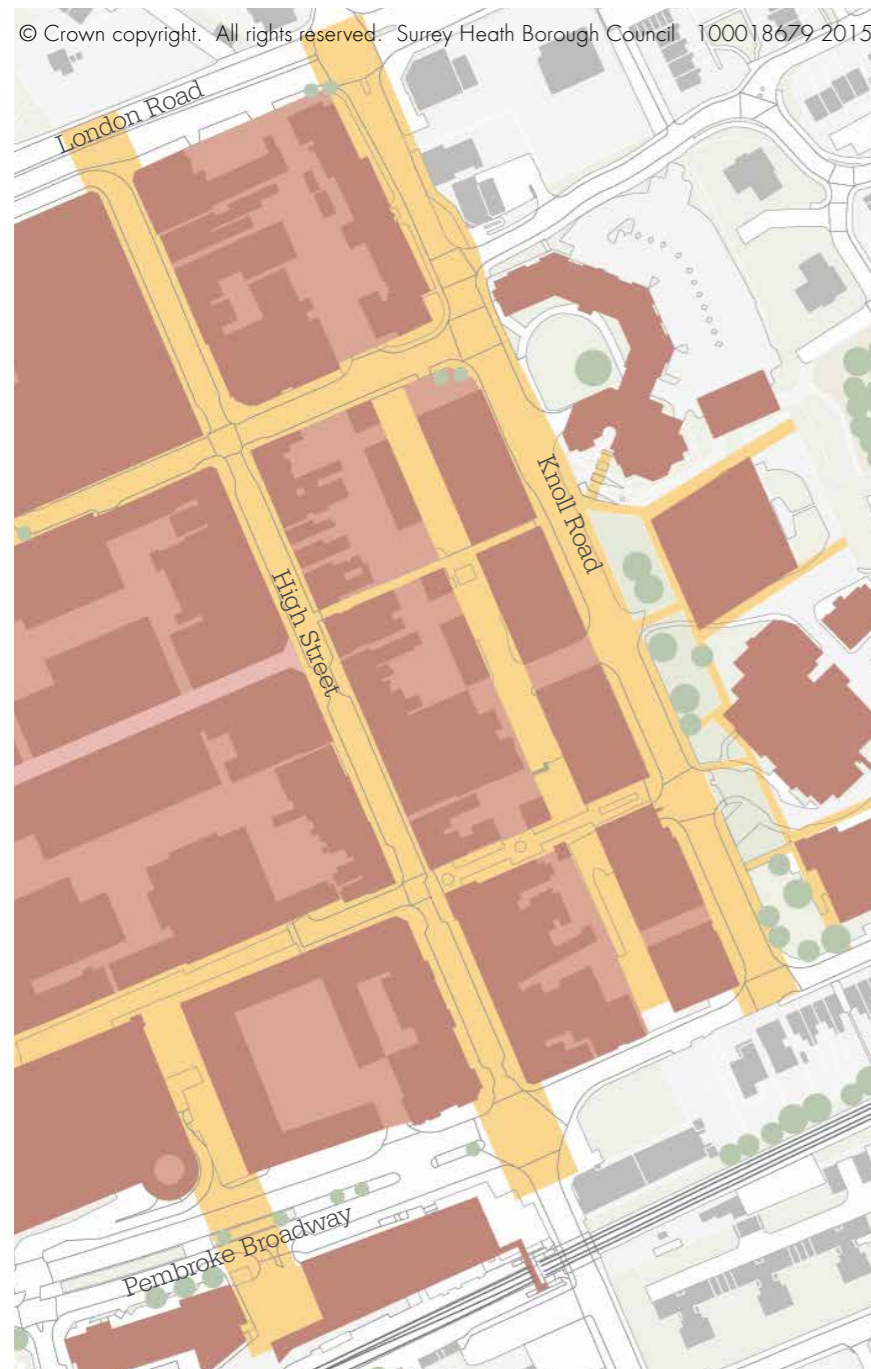 © Crown copyright. All rights reserved. Surrey Heath Borough Council 100018679 2015
London Road
Knoll Road
High Street
Pembroke Broadway